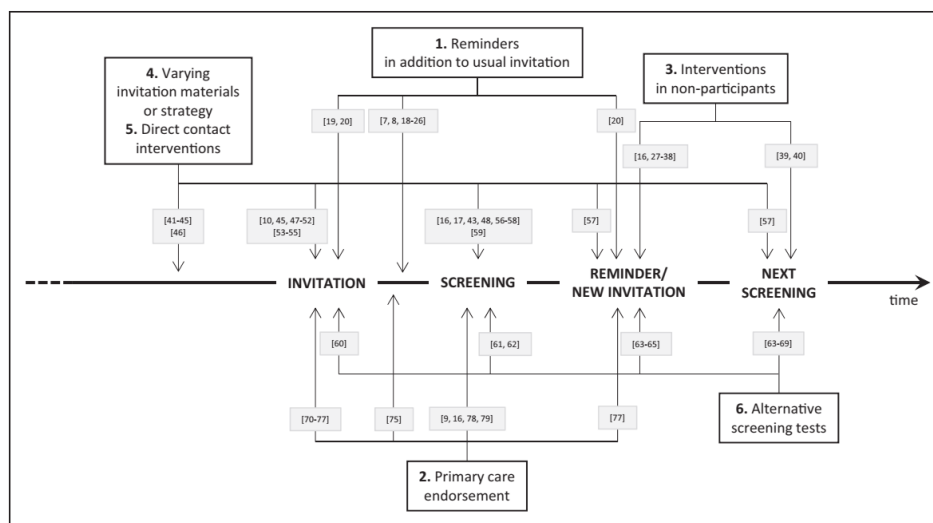 1. Reminders
in addition to usual invitation
4. Varying
invitation materials
or strategy
5. Direct contact
interventions
3. Interventions
in non-participants
[19, 20]
[7, 8, 18-26]
[20]
[16, 27-38]
[39, 40]
[41-45]
[46]
[10, 45, 47-52]
[53-55]
[16, 17, 43, 48, 56-58]
[59]
[57]
[57]
INVITATION
SCREENING
REMINDER/
NEW INVITATION
NEXT
SCREENING
time
[60]
[61, 62]
[63-65]
[63-69]
[70-77]
[75]
[9, 16, 78, 79]
[77]
6. Alternative
screening tests
2. Primary care
endorsement